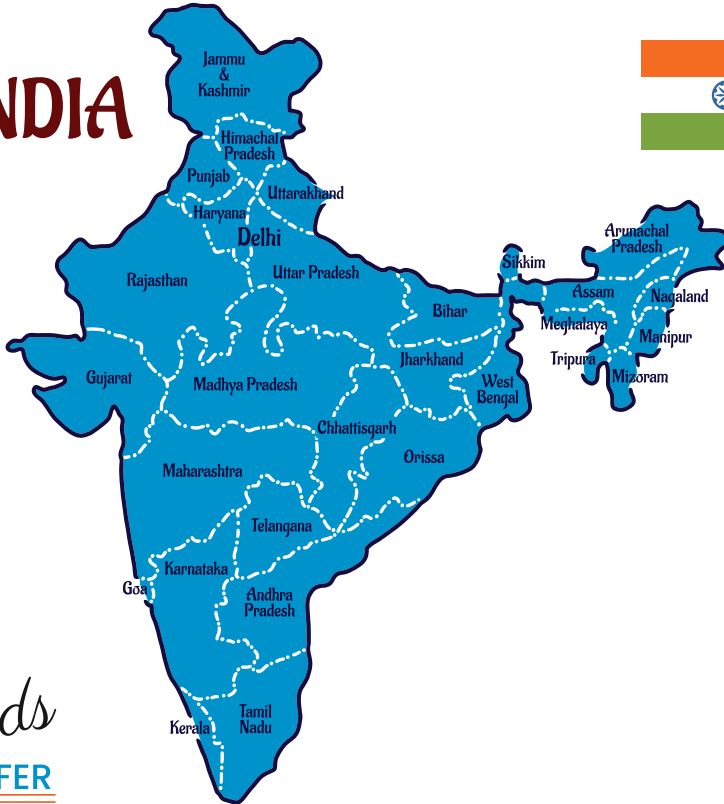 NDIA
Jammu
&
Kashmir
Himachal
Pradesh
Punjab
Uttarakhand
Haryana
Delhi
Rajasthan
Uttar Pradesh
Sikkim
Arunachal
Pradesh
Assam
Nagaland
Bihar
Meghalaya
Manipur
Jharkhand
Tripura
Mizoram
Gujarat
Madhya Pradesh
West
Bengal
Chhattisgarh
Maharashtra
Orissa
Telangana
Karnataka
Goa
Andhra
Pradesh
Kerala
Tamil
Nadu
ds
FER